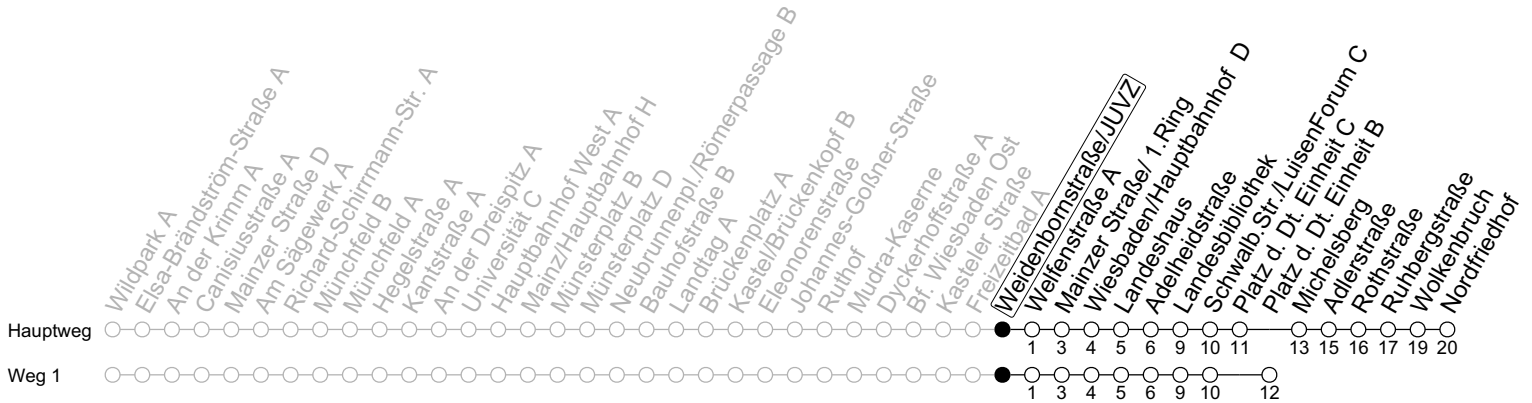 Wildpark A
Elsa-Brändström-Straße A
An der Krimm A
Canisiusstraße A
Mainzer Straße D
Am Sägewerk A
Richard-Schirrmann-Str. A
Münchfeld B
Münchfeld A
Hegelstraße A
Kantstraße A
An der Dreispitz A
Universität C
Hauptbahnhof West A
Mainz/Hauptbahnhof H
Münsterplatz B
Münsterplatz D
Neubrunnenpl./Römerpassage B
Bauhofstraße B
Landtag A
Brückenplatz A
Kastel/Brückenkopf B
Eleonorenstraße
Johannes-Goßner-Straße
Ruthof
Mudra-Kaserne
Dyckerhoffstraße A
Bf. Wiesbaden Ost
Kasteler Straße
Freizeitbad A
Weidenbornstraße/JUVZ
Welfenstraße A
Mainzer Straße/ 1.Ring
Wiesbaden/Hauptbahnhof D
Landeshaus
Adelheidstraße
Landesbibliothek
Schwalb.Str./LuisenForum C
Platz d. Dt. Einheit C
Platz d. Dt. Einheit B
Michelsberg
Adlerstraße
Rothstraße
Ruhbergstraße
Wolkenbruch
Nordfriedhof
Hauptweg
1 3 4 5 6 9 10 11 13 15 16 17 19 20
Weg 1
1 3 4 5 6 9 10 12